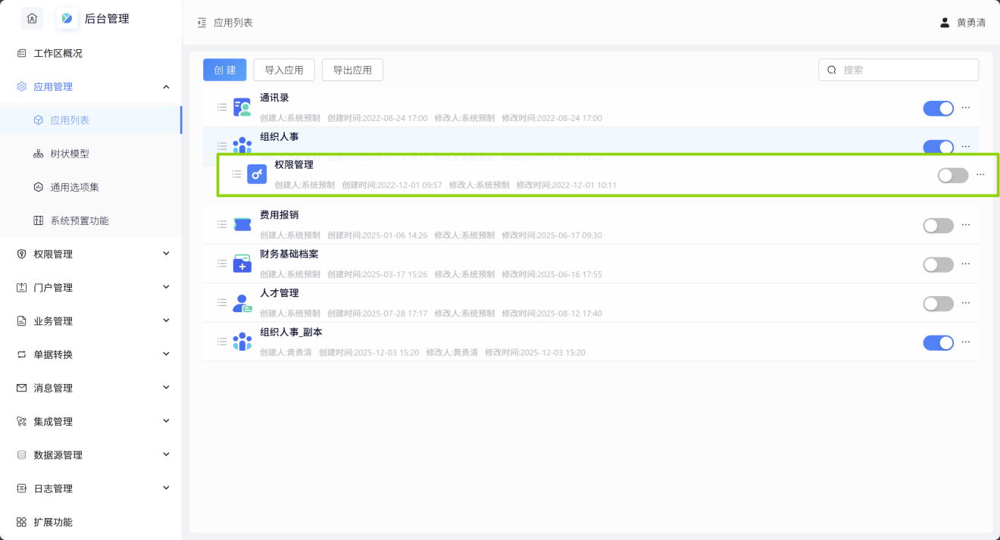 后台管理
工作区概况
应用管理
应用列表
树状模型
通用选项集
系统预置功能
权限管理
门户管理
业务管理
单据转换
消息管理
集成管理
数据源管理
日志管理
扩展功能
应用列表
黄勇清
创 建 导入应用 导出应用 搜索
通讯录
创建人:系统预制 创建时间:2022-08-24 17:00 修改人:系统预制 修改时间:2022-08-24 17:00
组织人事
权限管理
创建人:系统预制 创建时间:2022-12-01 09:57 修改人:系统预制 修改时间:2022-12-01 10:11
费用报销
创建人:系统预制 创建时间:2025-01-06 14:26 修改人:系统预制 修改时间:2025-06-17 09:30
财务基础档案
创建人:系统预制 创建时间:2025-03-17 15:26 修改人:系统预制 修改时间:2025-06-16 17:55
人才管理
创建人:系统预制 创建时间:2025-07-28 17:17 修改人:系统预制 修改时间:2025-08-12 17:40
组织人事_副本
创建人:黄勇清 创建时间:2025-12-03 15:20 修改人:黄勇清 修改时间:2025-12-03 15:20